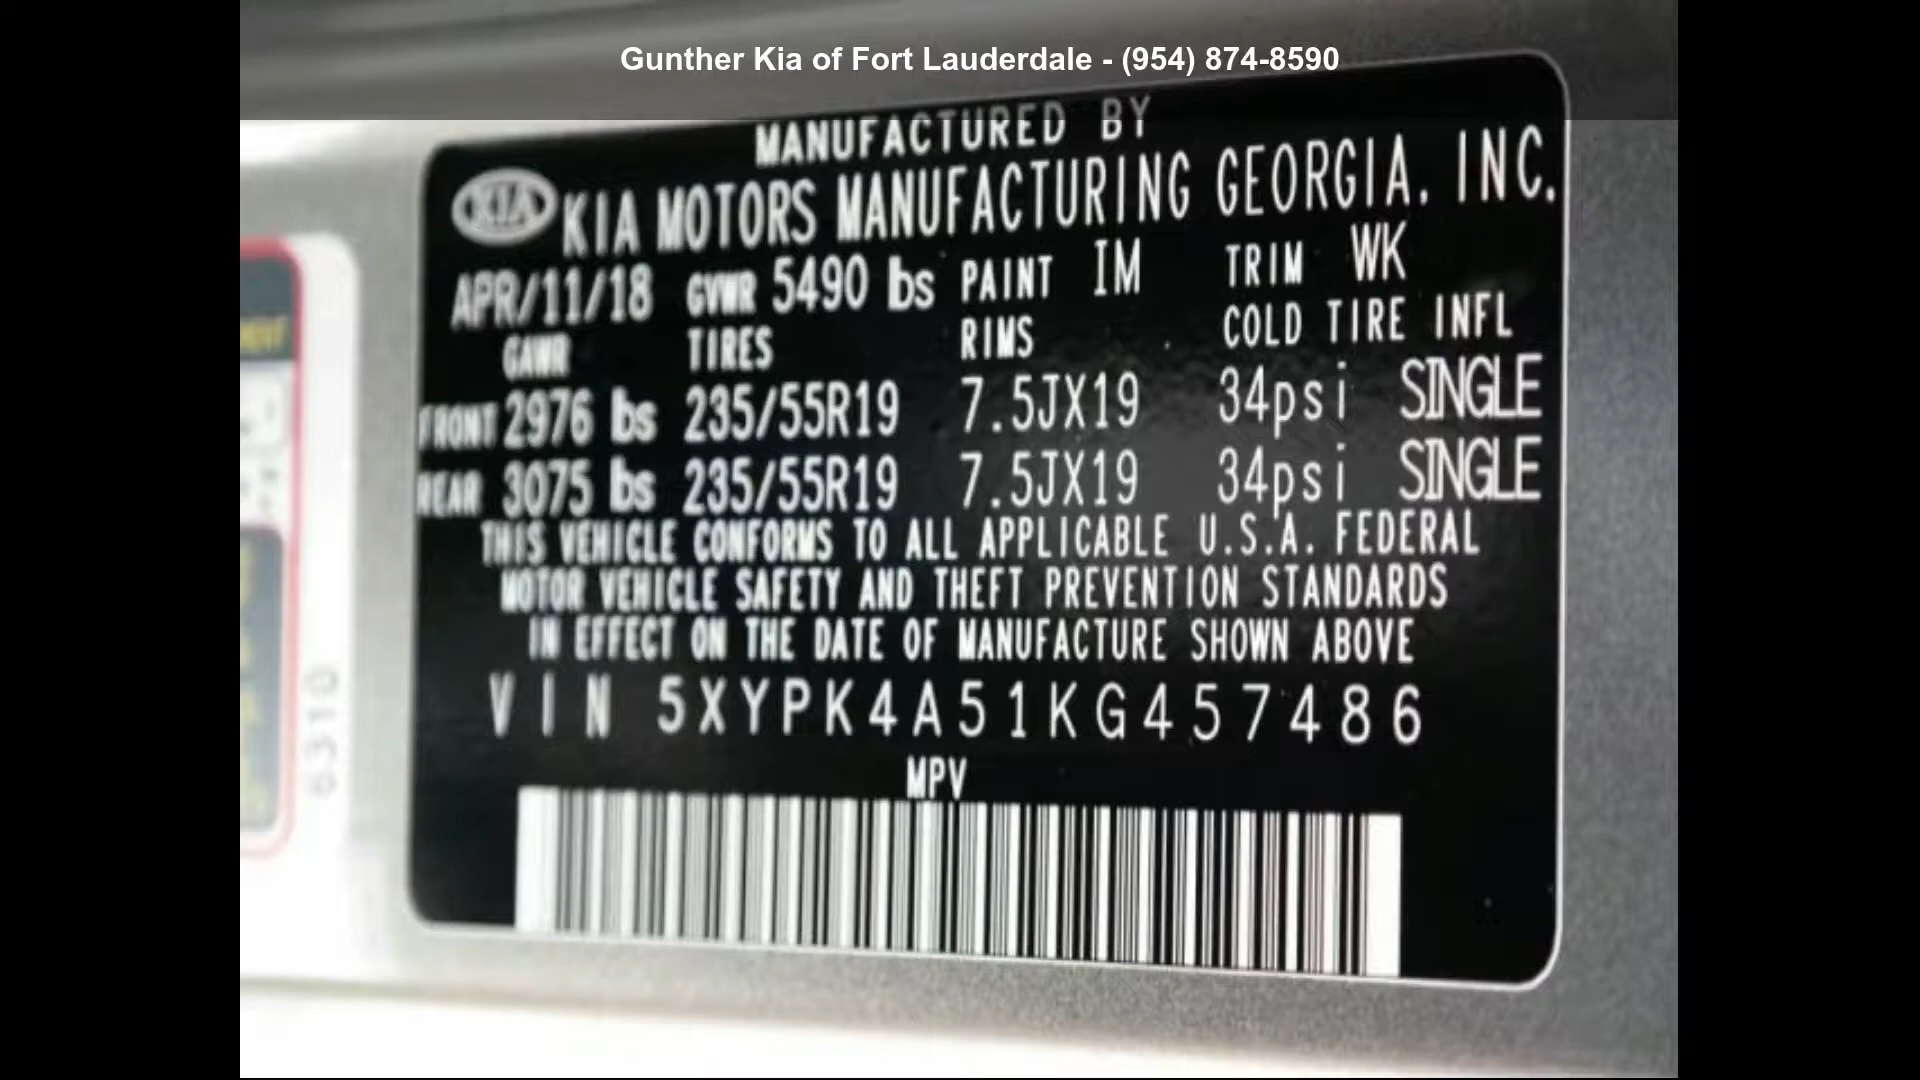 Gunther Kia of Fort Lauderdale - (954) 874-8590
MANUFACTURED BY
KIA KIA MOTORS MANUFACTURING GEORGIA, INC.
APR/11/18 GVWR 5490 lbs PAINT IM TRIM WK
GAWR TIRES RIMS COLD TIRE INFL
FRONT 2976 lbs 235/55R19 7.5JX19 34psi SINGLE
REAR 3075 lbs 235/55R19 7.5JX19 34psi SINGLE
THIS VEHICLE CONFORMS TO ALL APPLICABLE U.S.A. FEDERAL
MOTOR VEHICLE SAFETY AND THEFT PREVENTION STANDARDS
IN EFFECT ON THE DATE OF MANUFACTURE SHOWN ABOVE
VIN 5XYPK4A51KG457486
MPV
6310